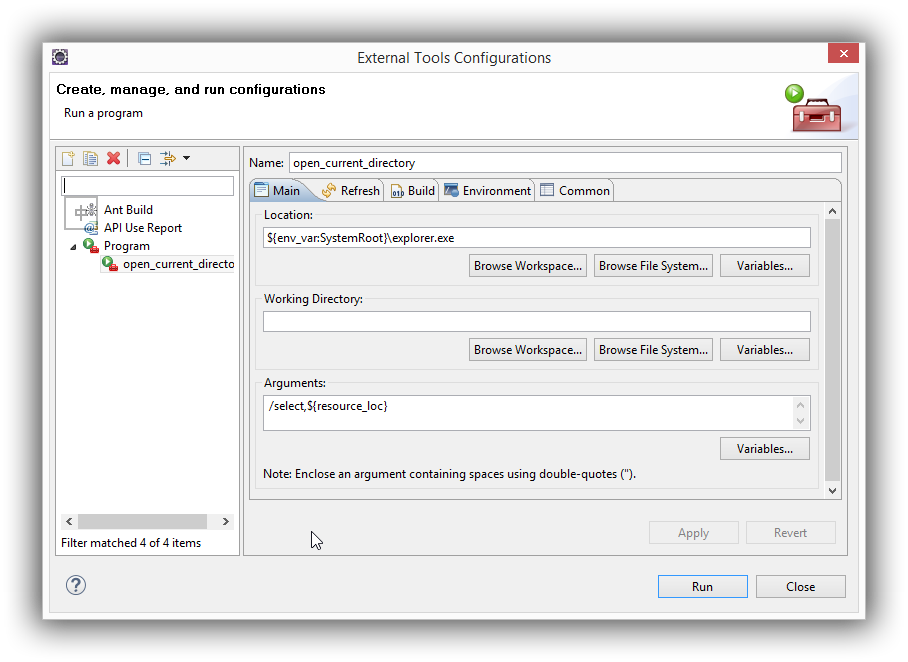 External Tools Configurations
Create, manage, and run configurations
Run a program
Name: open_current_directory
Main Refresh Build Environment Common
Ant Build
API Use Report
Program
open_current_directo
Filter matched 4 of 4 items
Location:
${env_var:SystemRoot}\explorer.exe
Browse Workspace... Browse File System... Variables...
Working Directory:
Browse Workspace... Browse File System... Variables...
Arguments:
/select,${resource_loc}
Variables...
Note: Enclose an argument containing spaces using double-quotes (").
Apply Revert
Run Close